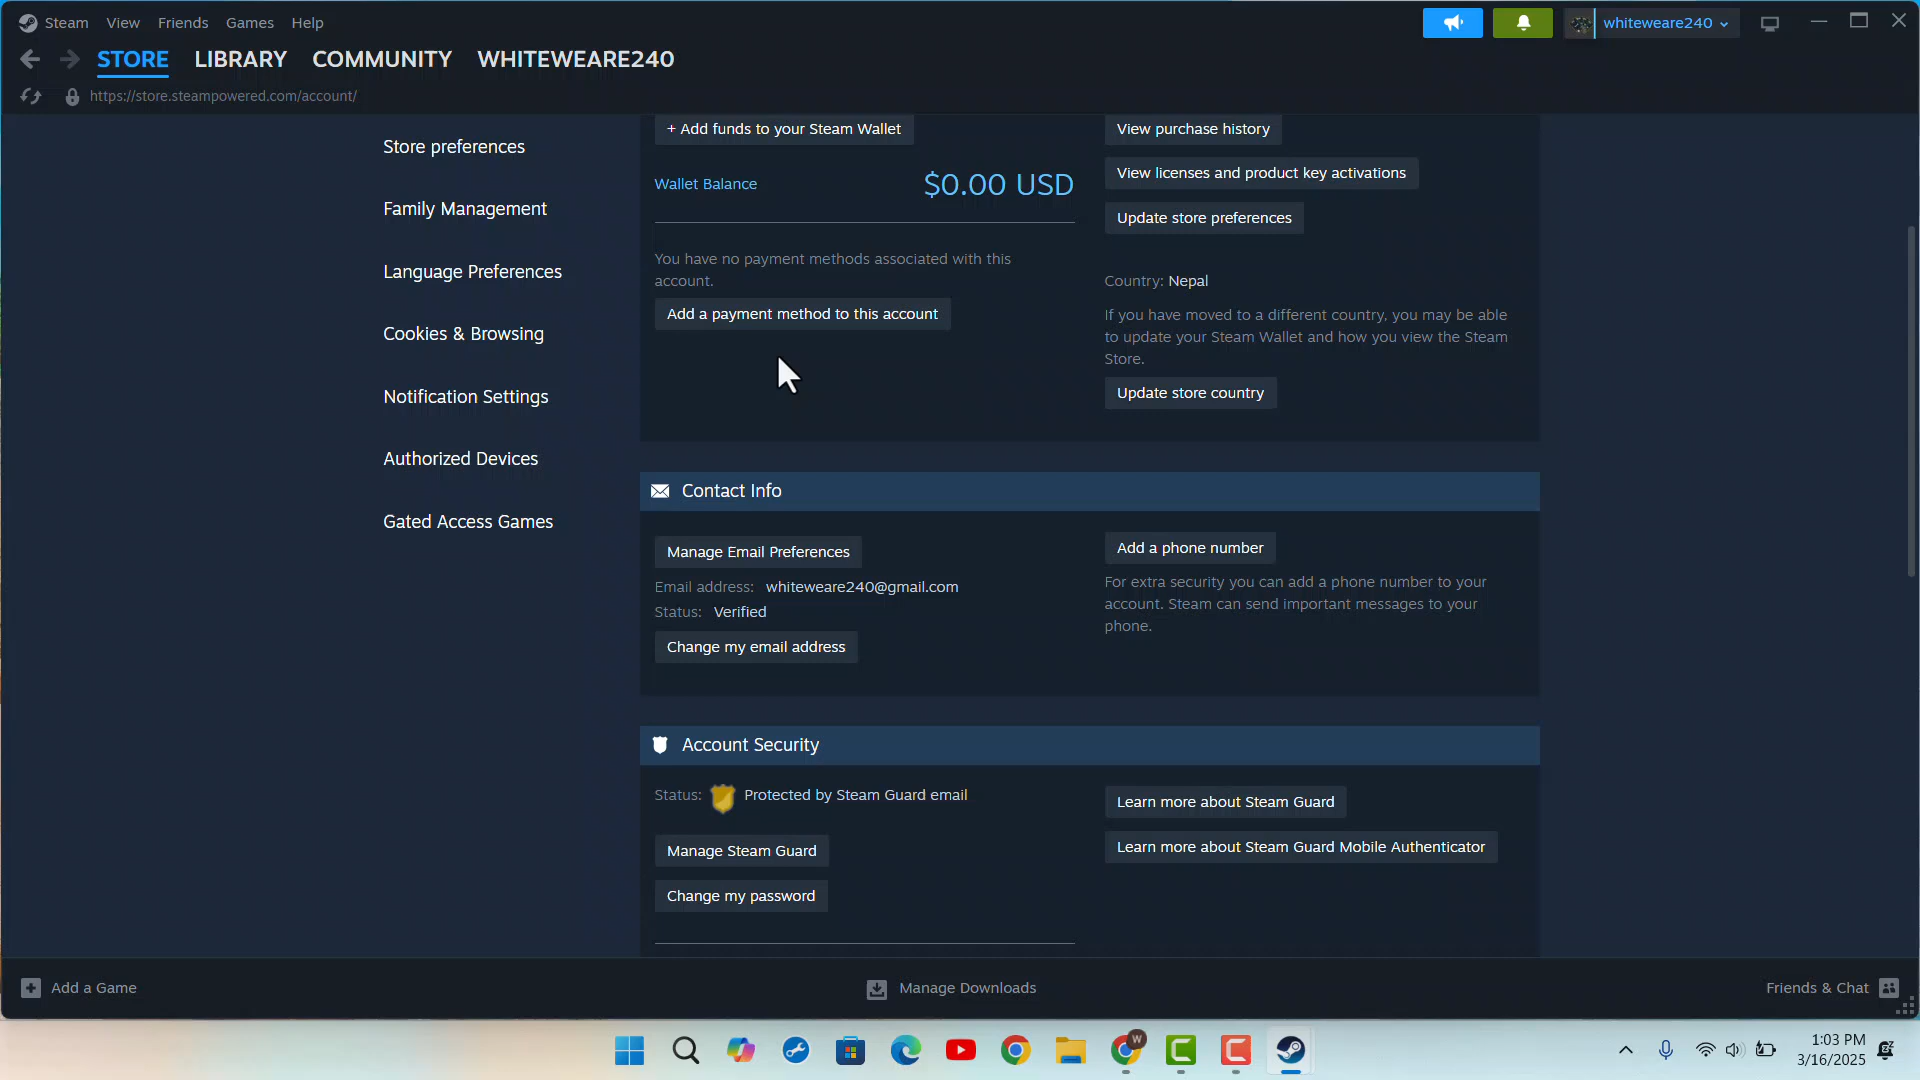 Steam View Friends Games Help
whiteweare240
STORE LIBRARY COMMUNITY WHITEWEARE240
https://store.steampowered.com/account/
Store preferences
Family Management
Language Preferences
Cookies & Browsing
Notification Settings
Authorized Devices
Gated Access Games
+ Add funds to your Steam Wallet
Wallet Balance $0.00 USD
You have no payment methods associated with this
account.
Add a payment method to this account
View purchase history
View licenses and product key activations
Update store preferences
Country: Nepal
If you have moved to a different country, you may be able
to update your Steam Wallet and how you view the Steam
Store.
Update store country
Contact Info
Manage Email Preferences
Email address: whiteweare240@gmail.com
Status: Verified
Change my email address
Add a phone number
For extra security you can add a phone number to your
account. Steam can send important messages to your
phone.
Account Security
Status: Protected by Steam Guard email
Manage Steam Guard
Change my password
Learn more about Steam Guard
Learn more about Steam Guard Mobile Authenticator
Add a Game
Manage Downloads
Friends & Chat
W
1:03 PM
3/16/2025